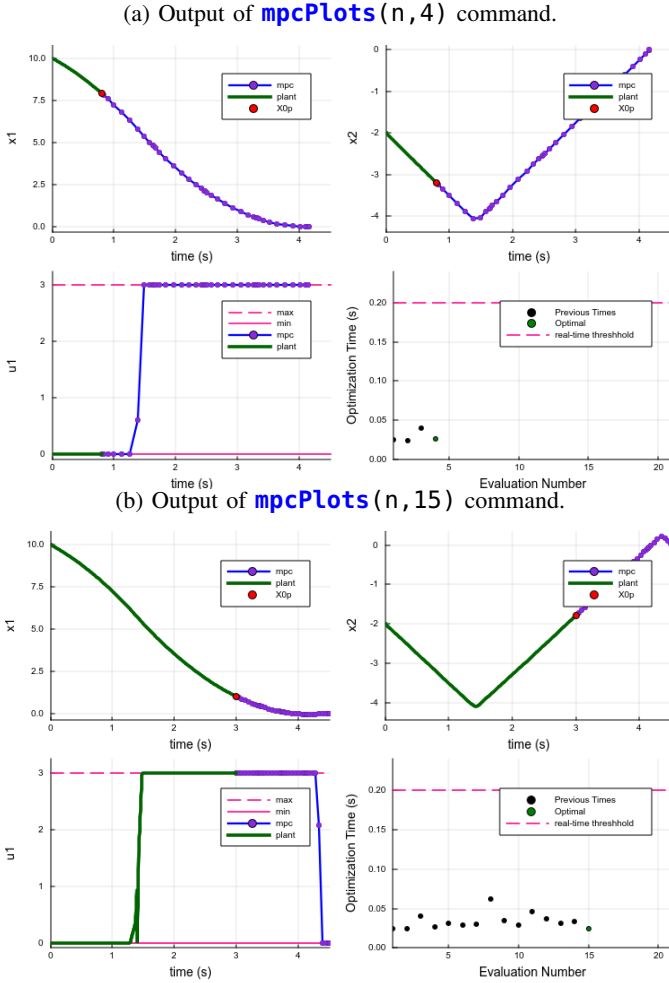 (a) Output of mpcPlots(n,4) command.
10.0
7.5
5.0
2.5
0.0
x1
0 1 2 3 4
time (s)
mpc
plant
X0p
0
-1
-2
-3
-4
x2
0 1 2 3 4
time (s)
mpc
plant
X0p
3
2
1
0
u1
0 1 2 3 4
time (s)
max
min
mpc
plant
0.20
0.15
0.10
0.05
0.00
Optimization Time (s)
5 10 15 20
Evaluation Number
Previous Times
Optimal
real-time threshhold
(b) Output of mpcPlots(n,15) command.
10.0
7.5
5.0
2.5
0.0
x1
0 1 2 3 4
time (s)
mpc
plant
X0p
0
-1
-2
-3
-4
x2
0 1 2 3 4
time (s)
mpc
plant
X0p
3
2
1
0
u1
0 1 2 3 4
time (s)
max
min
mpc
plant
0.20
0.15
0.10
0.05
0.00
Optimization Time (s)
5 10 15 20
Evaluation Number
Previous Times
Optimal
real-time threshhold